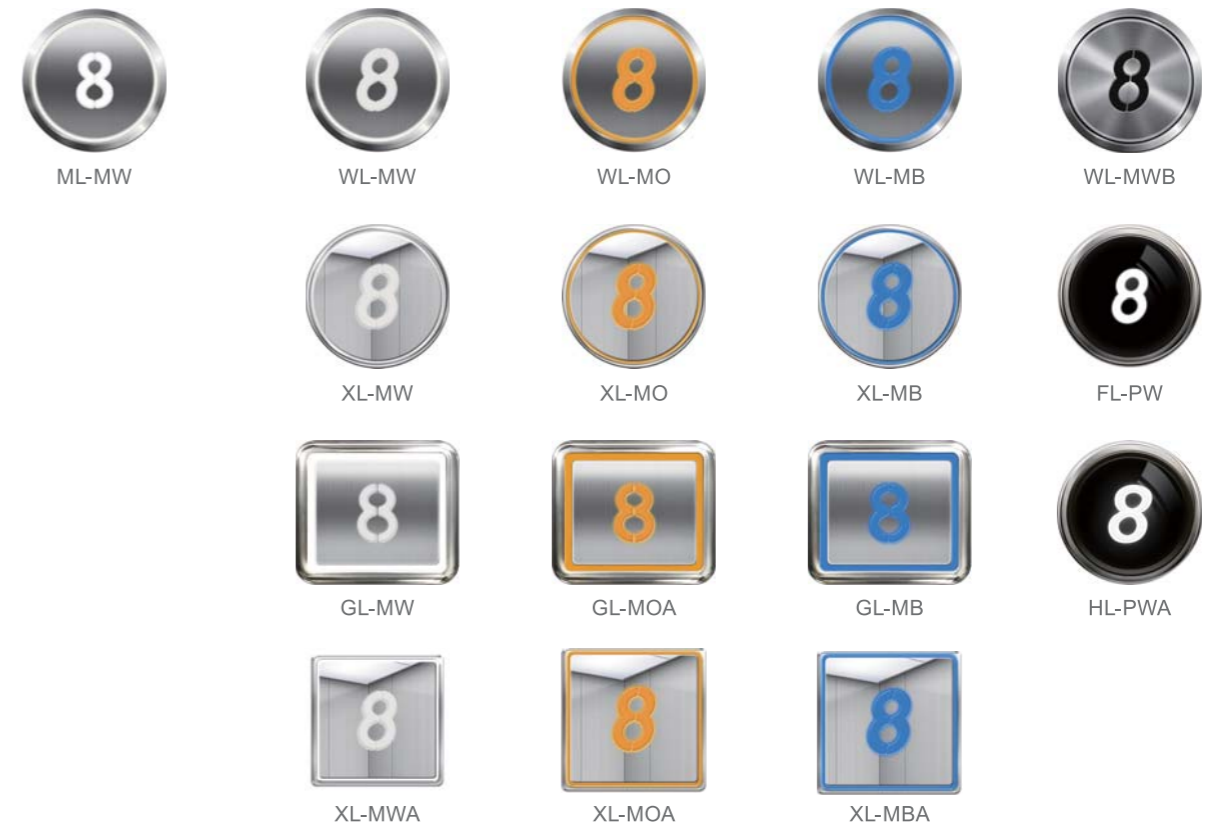 8 8 8 8 8
ML-MW WL-MW WL-MO WL-MB WL-MWB
8 8 8 8
XL-MW XL-MO XL-MB FL-PW
8 8 8 8
GL-MW GL-MOA GL-MB HL-PWA
8 8 8
XL-MWA XL-MOA XL-MBA